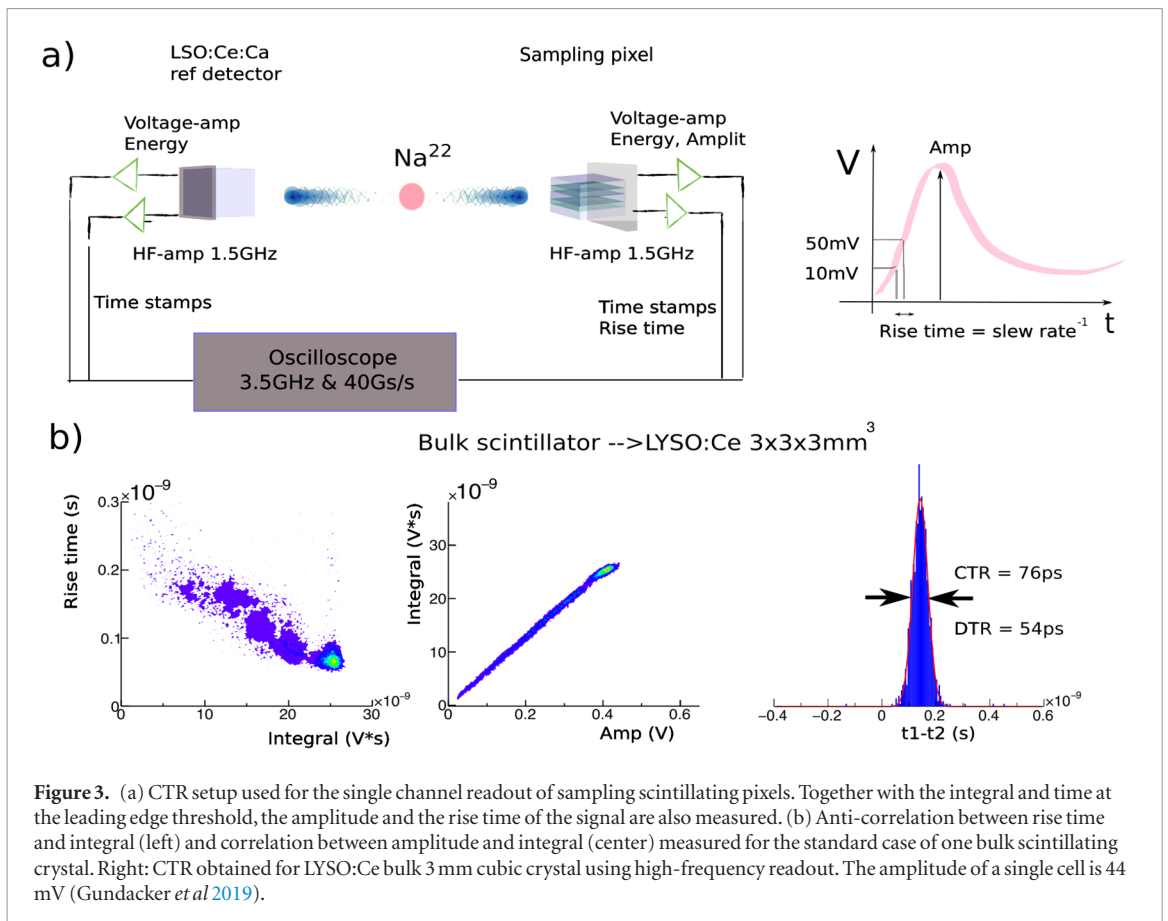 a)
LSO:Ce:Ca
ref detector
Sampling pixel
Voltage-amp
Energy
Na²²
Voltage-amp
Energy, Amplit
HF-amp 1.5GHz
HF-amp 1.5GHz
Time stamps
Time stamps
Rise time
Oscilloscope
3.5GHz & 40Gs/s
V
Amp
50mV
10mV
t
Rise time = slew rate⁻¹
b)
Bulk scintillator -->LYSO:Ce 3x3x3mm³
×10⁻⁹
0.3
0.2
0.1
0
Rise time (s)
0
10
20
30
×10⁻⁹
Integral (V*s)
×10⁻⁹
30
20
10
0
Integral (V*s)
0
0.2
0.4
0.6
Amp (V)
CTR = 76ps
DTR = 54ps
−0.4
−0.2
0
0.2
0.4
0.6
×10⁻⁹
t1-t2 (s)
Figure 3. (a) CTR setup used for the single channel readout of sampling scintillating pixels. Together with the integral and time at
the leading edge threshold, the amplitude and the rise time of the signal are also measured. (b) Anti-correlation between rise time
and integral (left) and correlation between amplitude and integral (center) measured for the standard case of one bulk scintillating
crystal. Right: CTR obtained for LYSO:Ce bulk 3 mm cubic crystal using high-frequency readout. The amplitude of a single cell is 44
mV (Gundacker et al 2019).